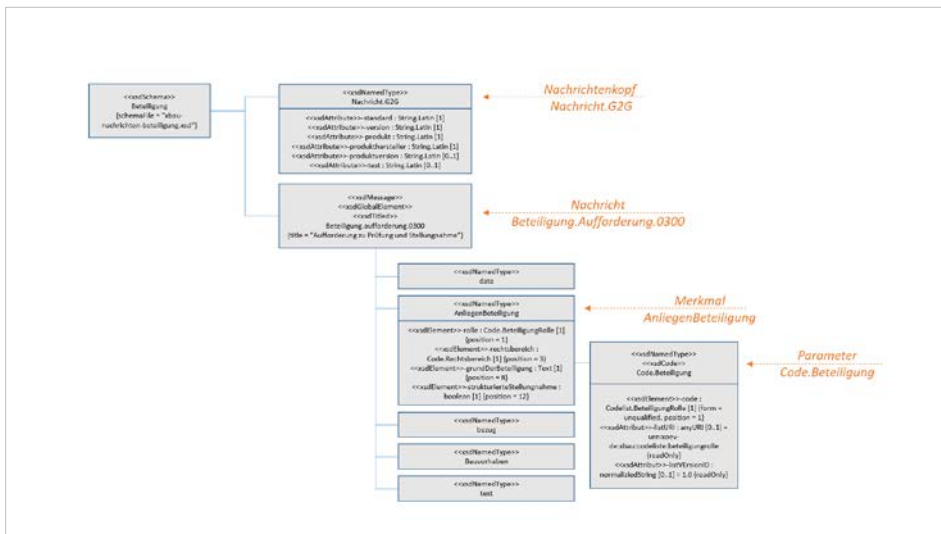 <<xsdSchema>>
Beteiligung
{schemaFile = "xbau-
nachrichten-beteiligung.xsd"}
<<xsdNamedType>>
Nachricht.G2G
<<xsdAttribute>>-standard : String.Latin [1]
<<xsdAttribute>>-version : String.Latin [1]
<<xsdAttribute>>-produkt : String.Latin [1]
<<xsdAttribute>>-produkthersteller : String.Latin [1]
<<xsdAttribute>>-produktversion : String.Latin [0..1]
<<xsdAttribute>>-test : String.Latin [0..1]
Nachrichtenkopf
Nachricht.G2G
<<xsdMessage>>
<<xsdGlobalElement>>
<<xsdTitled>>
Beteiligung.aufforderung.0300
{title = "Aufforderung zu Prüfung und Stellungnahme"}
Nachricht
Beteiligung.Aufforderung.0300
<<xsdNamedType>>
datei
<<xsdNamedType>>
AnliegenBeteiligung
<<xsdElement>>-rolle : Code.BeteiligungRolle [1]
{position = 1}
<<xsdElement>>-rechtsbereich :
Code.Rechtsbereich [1] {position = 3}
<<xsdElement>>-grundDerBeteiligung : Text [1]
{position = 8}
<<xsdElement>>-strukturierteStellungnahme :
boolean [1] {position = 12}
Merkmal
AnliegenBeteiligung
<<xsdNamedType>>
<<xsdCode>>
Code.Beteiligung
<<xsdElement>>-code :
Codelist.BeteiligungRolle [1] {form =
unqualified, position = 1}
<<xsdAttribut>>-listURI : anyURI [0..1] =
urn:xoev-
de:xbau:codeliste:beteiligungrolle
{readOnly}
<<xsdAttribut>>-listVersionID :
normalizedString [0..1] = 1.0 {readOnly}
Parameter
Code.Beteiligung
<<xsdNamedType>>
bezug
<<xsdNamedType>>
Bauvorhaben
<<xsdNamedType>>
text